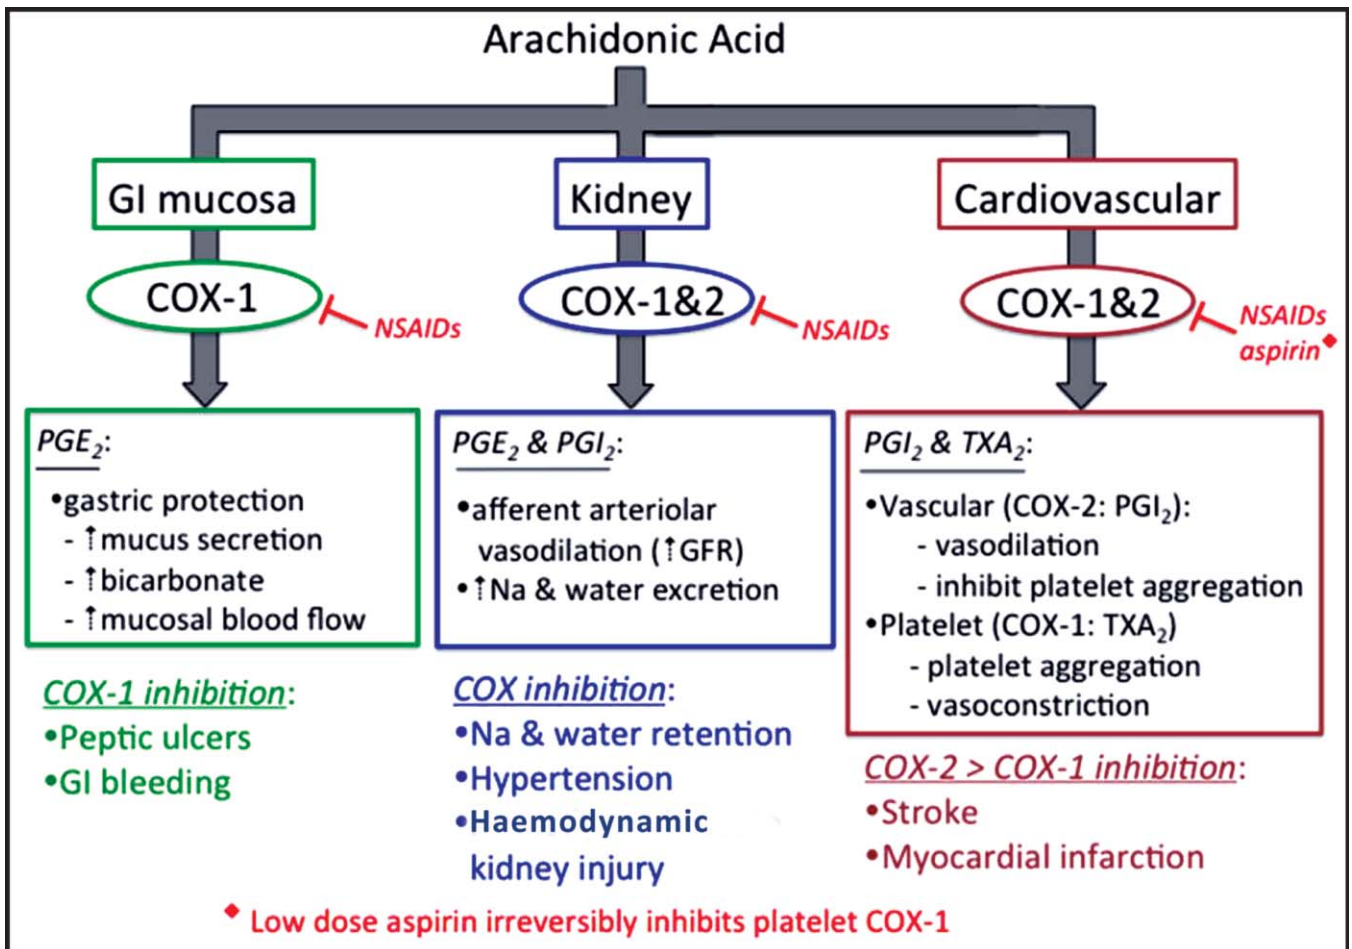 Arachidonic Acid
GI mucosa
COX-1
NSAIDs
PGE₂:
•gastric protection
- ↑mucus secretion
- ↑bicarbonate
- ↑mucosal blood flow
COX-1 inhibition:
•Peptic ulcers
•GI bleeding
Kidney
COX-1&2
NSAIDs
PGE₂ & PGI₂:
•afferent arteriolar
vasodilation (↑GFR)
•↑Na & water excretion
COX inhibition:
•Na & water retention
•Hypertension
•Haemodynamic
kidney injury
Cardiovascular
COX-1&2
NSAIDs
aspirin◆
PGI₂ & TXA₂:
•Vascular (COX-2: PGI₂):
- vasodilation
- inhibit platelet aggregation
•Platelet (COX-1: TXA₂)
- platelet aggregation
- vasoconstriction
COX-2 > COX-1 inhibition:
•Stroke
•Myocardial infarction
◆ Low dose aspirin irreversibly inhibits platelet COX-1